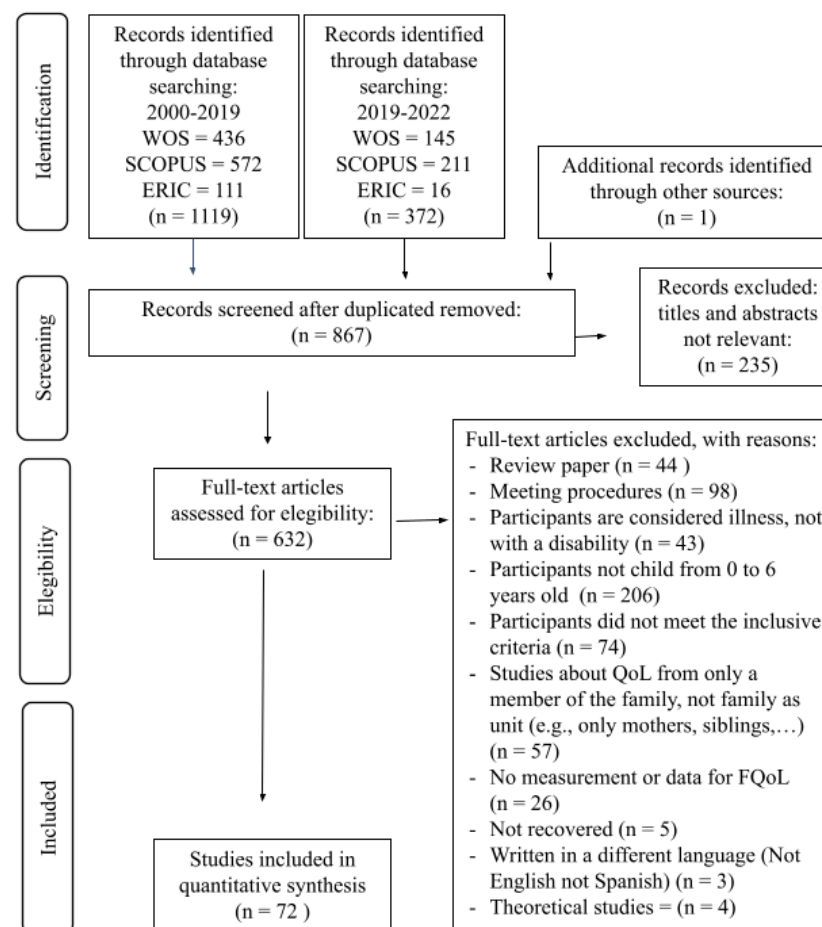 Identification
Records identified
through database
searching:
2000-2019
WOS = 436
SCOPUS = 572
ERIC = 111
(n = 1119)
Records identified
through database
searching:
2019-2022
WOS = 145
SCOPUS = 211
ERIC = 16
(n = 372)
Additional records identified
through other sources:
(n = 1)
Screening
Records screened after duplicated removed:
(n = 867)
Records excluded:
titles and abstracts
not relevant:
(n = 235)
Elegibility
Full-text articles
assessed for elegibility:
(n = 632)
Full-text articles excluded, with reasons:
- Review paper (n = 44 )
- Meeting procedures (n = 98)
- Participants are considered illness, not
with a disability (n = 43)
- Participants not child from 0 to 6
years old (n = 206)
- Participants did not meet the inclusive
criteria (n = 74)
- Studies about QoL from only a
member of the family, not family as
unit (e.g., only mothers, siblings,…)
(n = 57)
- No measurement or data for FQoL
(n = 26)
- Not recovered (n = 5)
- Written in a different language (Not
English not Spanish) (n = 3)
- Theoretical studies = (n = 4)
Included
Studies included in
quantitative synthesis
(n = 72 )